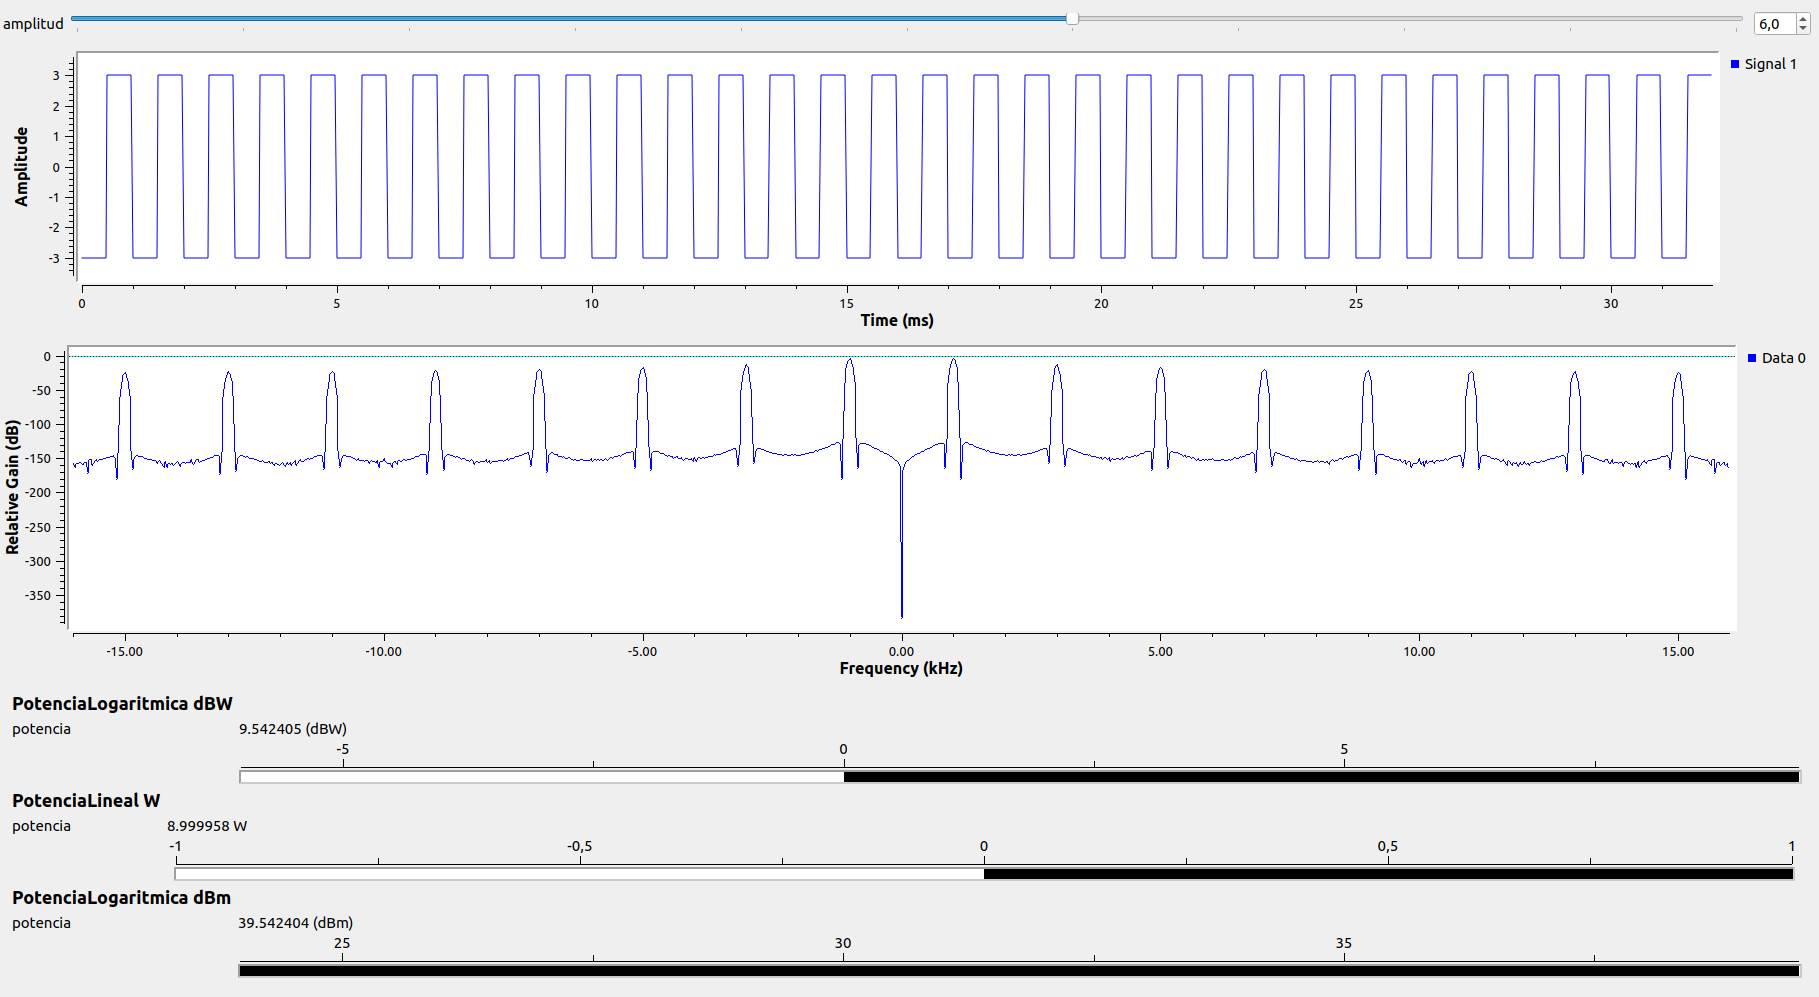 amplitud
6,0
3
2
1
0
-1
-2
-3
Amplitude
Signal 1
0 5 10 15 20 25 30
Time (ms)
0
-50
-100
-150
-200
-250
-300
-350
Relative Gain (dB)
Data 0
-15.00 -10.00 -5.00 0.00 5.00 10.00 15.00
Frequency (kHz)
PotenciaLogaritmica dBW
potencia 9.542405 (dBW)
-5 0 5
PotenciaLineal W
potencia 8.999958 W
-1 -0,5 0 0,5 1
PotenciaLogaritmica dBm
potencia 39.542404 (dBm)
25 30 35